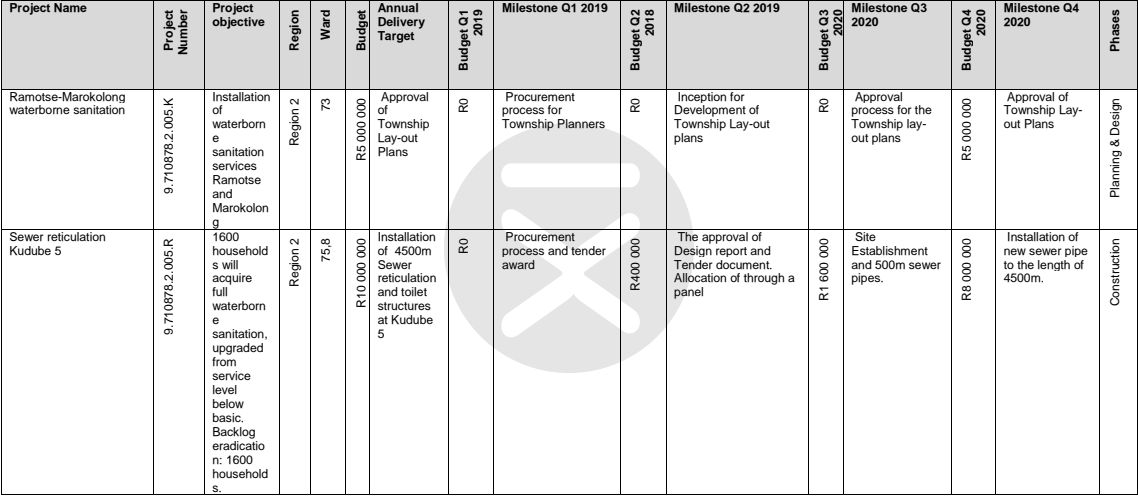 Project Name
Project
Number
Project
objective
Region
Ward
Budget
Annual
Delivery
Target
Budget Q1
2019
Milestone Q1 2019
Budget Q2
2018
Milestone Q2 2019
Budget Q3
2020
Milestone Q3
2020
Budget Q4
2020
Milestone Q4
2020
Phases
Ramotse-Marokolong
waterborne sanitation
9.710878.2.005.K
Installation
of
waterborn
e
sanitation
services
Ramotse
and
Marokolon
g
Region 2
73
R5 000 000
Approval
of
Township
Lay-out
Plans
R0
Procurement
process for
Township Planners
R0
Inception for
Development of
Township Lay-out
plans
R0
Approval
process for the
Township lay-
out plans
R5 000 000
Approval of
Township Lay-
out Plans
Planning & Design
Sewer reticulation
Kudube 5
9.710878.2.005.R
1600
household
s will
acquire
full
waterborn
e
sanitation,
upgraded
from
service
level
below
basic.
Backlog
eradicatio
n: 1600
household
s.
Region 2
75,8
R10 000 000
Installation
of 4500m
Sewer
reticulation
and toilet
structures
at Kudube
5
R0
Procurement
process and tender
award
R400 000
The approval of
Design report and
Tender document.
Allocation of through a
panel
R1 600 000
Site
Establishment
and 500m sewer
pipes.
R8 000 000
Installation of
new sewer pipe
to the length of
4500m.
Construction